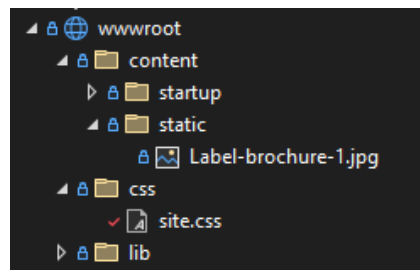 wwwroot
content
startup
static
Label-brochure-1.jpg
css
site.css
lib